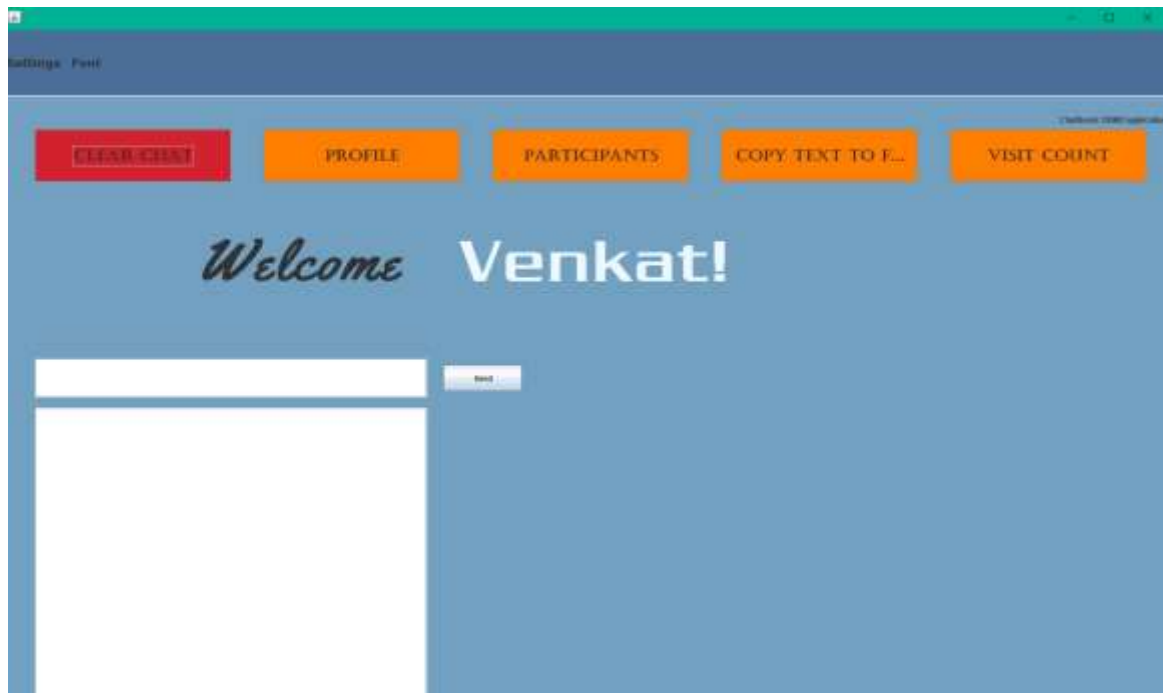 Settings Font
CLEAR CHAT PROFILE PARTICIPANTS COPY TEXT TO F... VISIT COUNT
Welcome Venkat!
Send